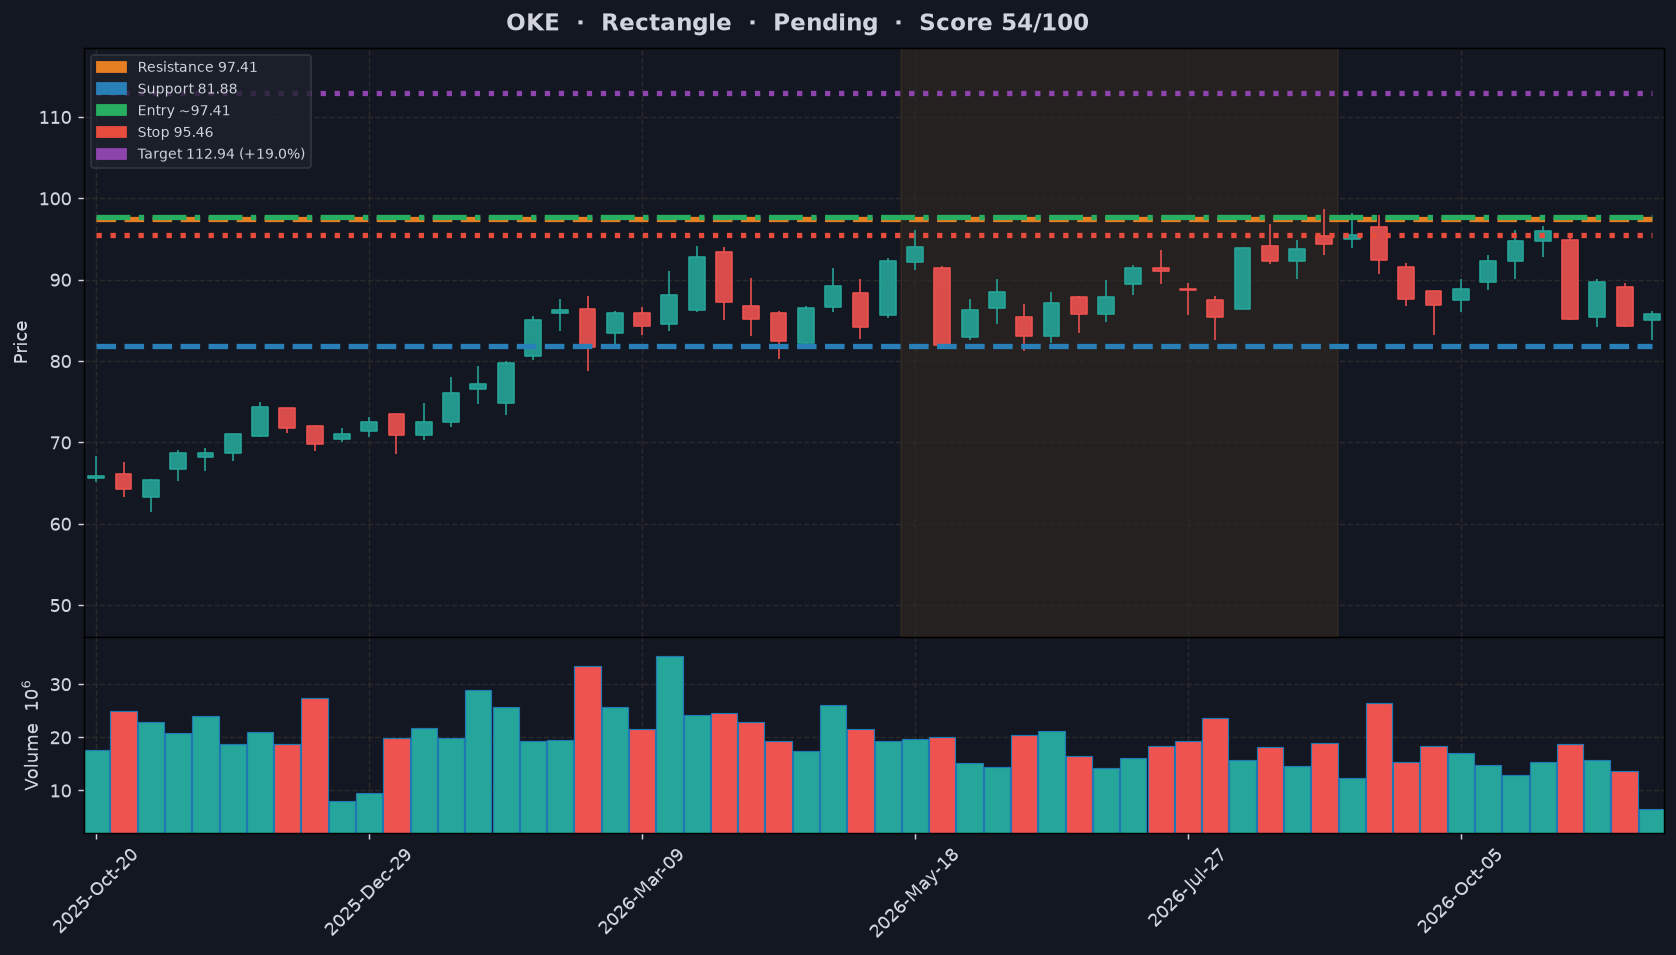 OKE · Rectangle · Pending · Score 54/100
Resistance 97.41
Support 81.88
Entry ~97.41
Stop 95.46
Target 112.94 (+19.0%)
Price
110
100
90
80
70
60
50
Volume 10⁶
30
20
10
2025-Oct-20
2025-Dec-29
2026-Mar-09
2026-May-18
2026-Jul-27
2026-Oct-05